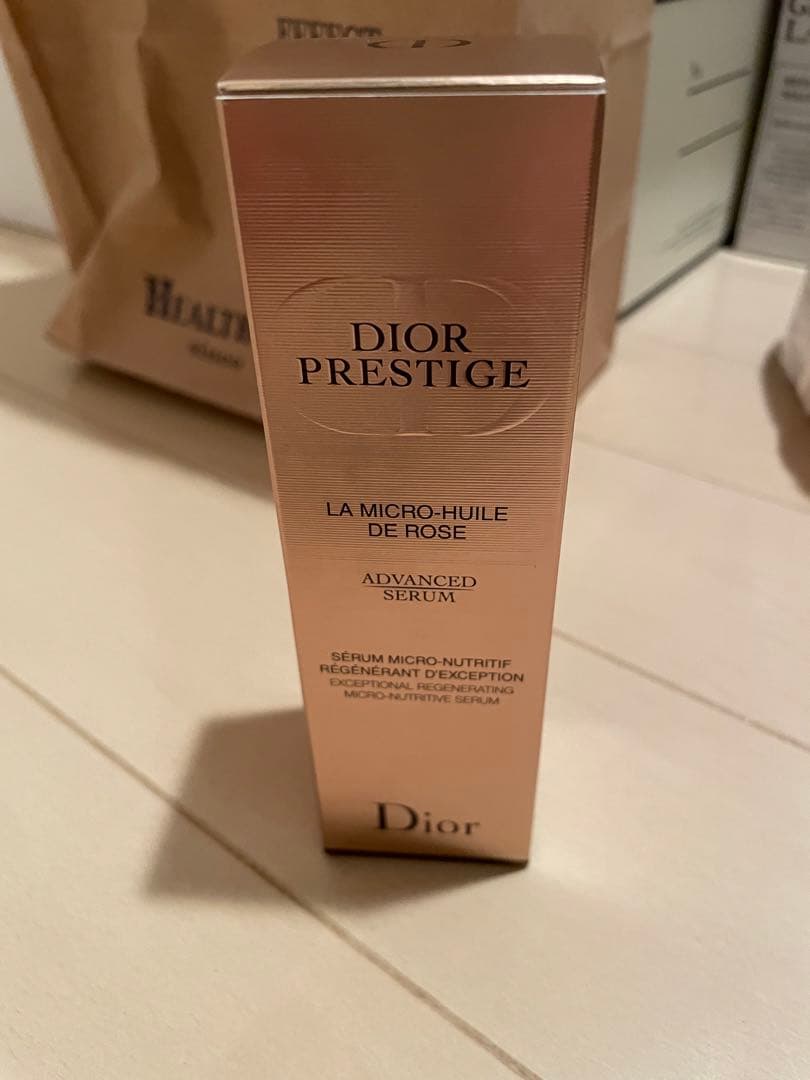 DIOR
PRESTIGE
LA MICRO-HUILE
DE ROSE
ADVANCED
SERUM
SÉRUM MICRO-NUTRITIF
RÉGÉNÉRANT D'EXCEPTION
EXCEPTIONAL REGENERATING
MICRO-NUTRITIVE SERUM
Dior